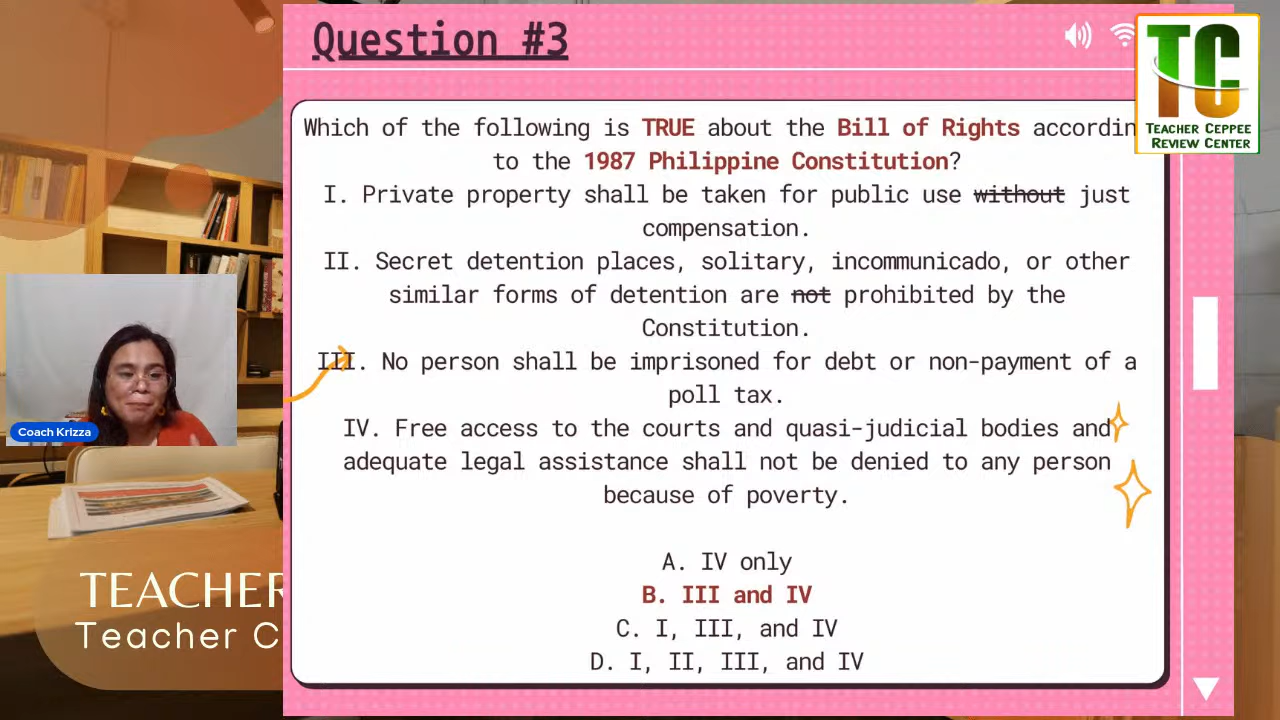 Question #3
TC
TEACHER CEPPEE
REVIEW CENTER
Which of the following is TRUE about the Bill of Rights accordin
to the 1987 Philippine Constitution?
I. Private property shall be taken for public use without just
compensation.
II. Secret detention places, solitary, incommunicado, or other
similar forms of detention are not prohibited by the
Constitution.
III. No person shall be imprisoned for debt or non-payment of a
poll tax.
IV. Free access to the courts and quasi-judicial bodies and
adequate legal assistance shall not be denied to any person
because of poverty.
A. IV only
B. III and IV
C. I, III, and IV
D. I, II, III, and IV
Coach Krizza
TEACHER
Teacher C